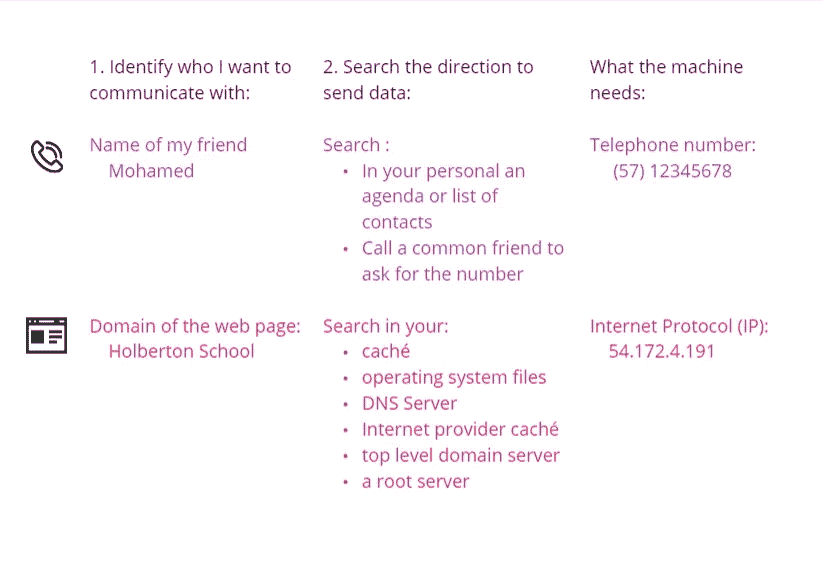 1. Identify who I want to
communicate with:
2. Search the direction to
send data:
What the machine
needs:
Name of my friend
Mohamed
Search :
• In your personal an
agenda or list of
contacts
• Call a common friend to
ask for the number
Telephone number:
(57) 12345678
Domain of the web page:
Holberton School
Search in your:
• caché
• operating system files
• DNS Server
• Internet provider caché
• top level domain server
• a root server
Internet Protocol (IP):
54.172.4.191